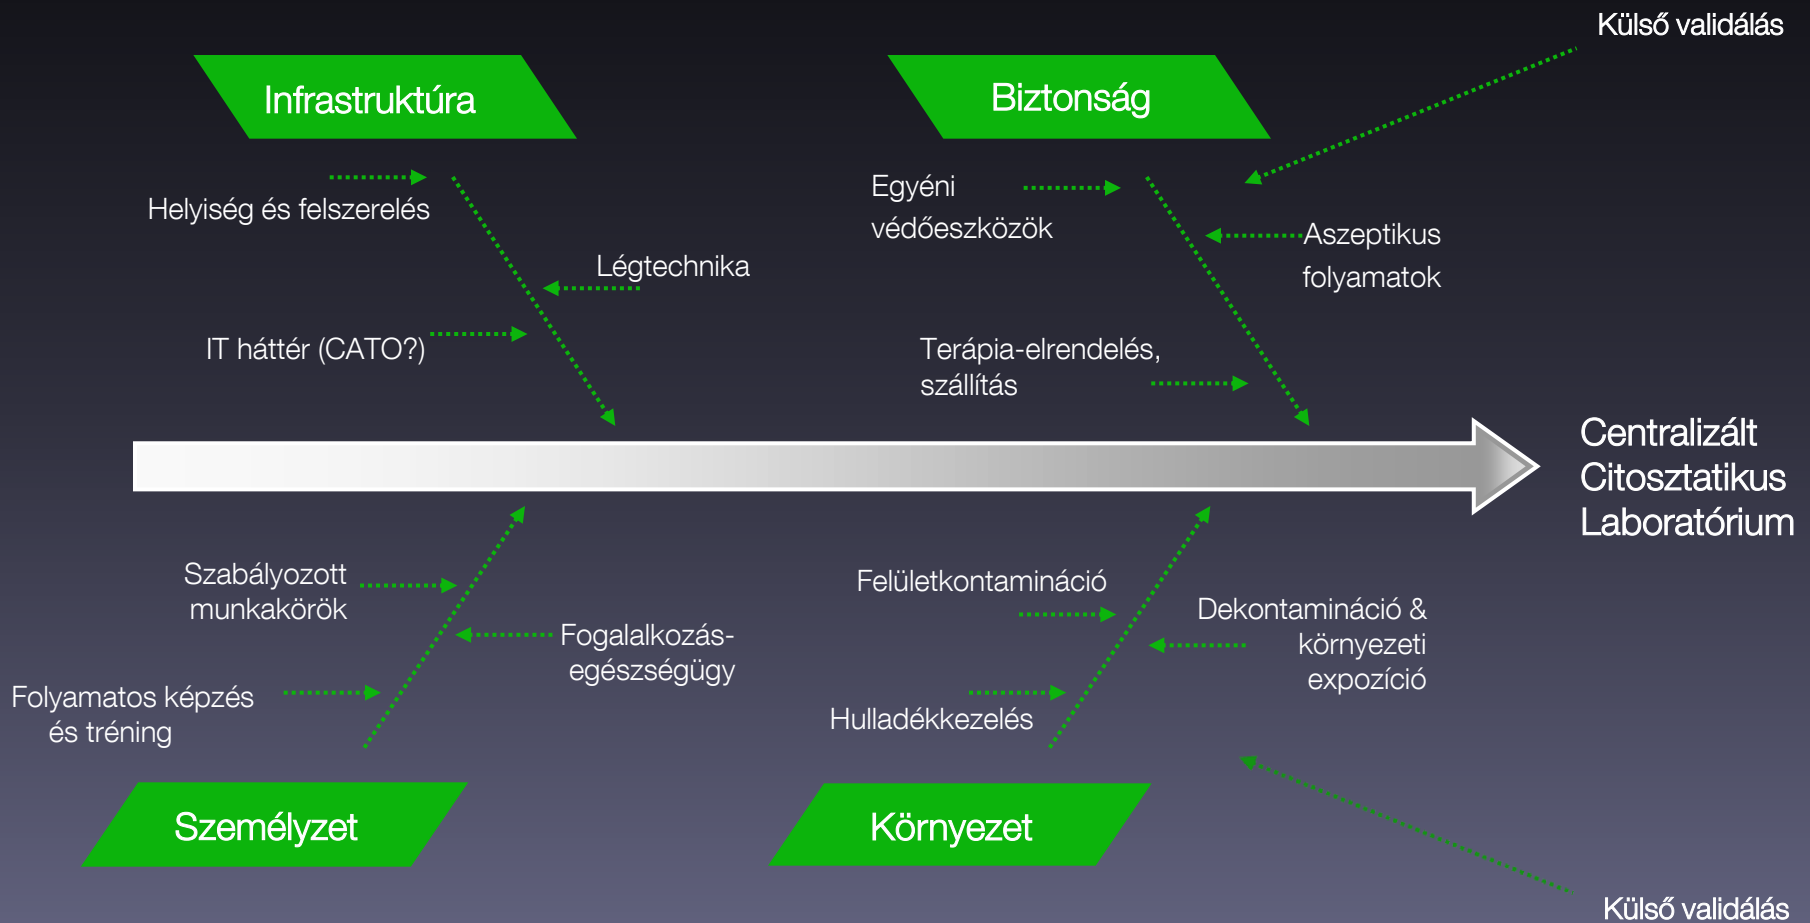 Külső validálás
Infrastruktúra
Biztonság
Helyiség és felszerelés
Légtechnika
IT háttér (CATO?)
Egyéni
védőeszközök
Aszeptikus
folyamatok
Terápia-elrendelés,
szállítás
Centralizált
Citosztatikus
Laboratórium
Szabályozott
munkakörök
Fogalalkozás-
egészségügy
Folyamatos képzés
és tréning
Felületkontamináció
Dekontamináció &
környezeti
expozíció
Hulladékkezelés
Személyzet
Környezet
Külső validálás